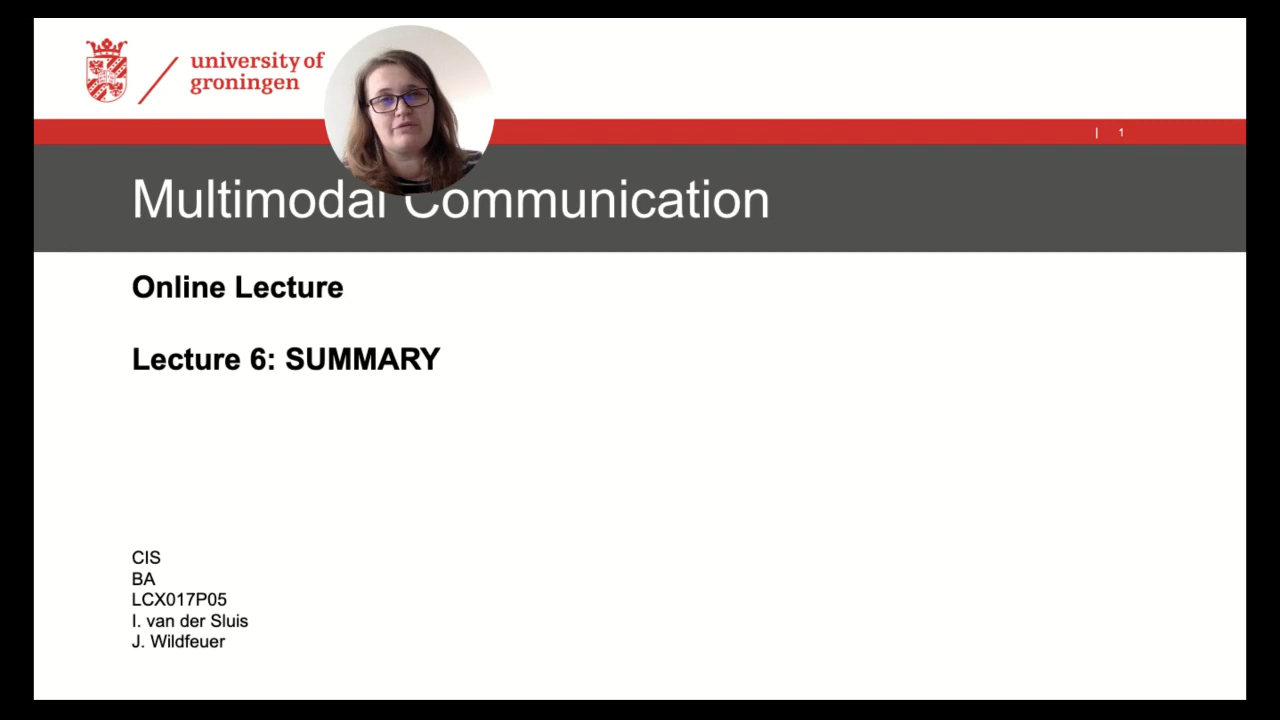 university of
groningen
| 1
Multimodal Communication
Online Lecture
Lecture 6: SUMMARY
CIS
BA
LCX017P05
I. van der Sluis
J. Wildfeuer